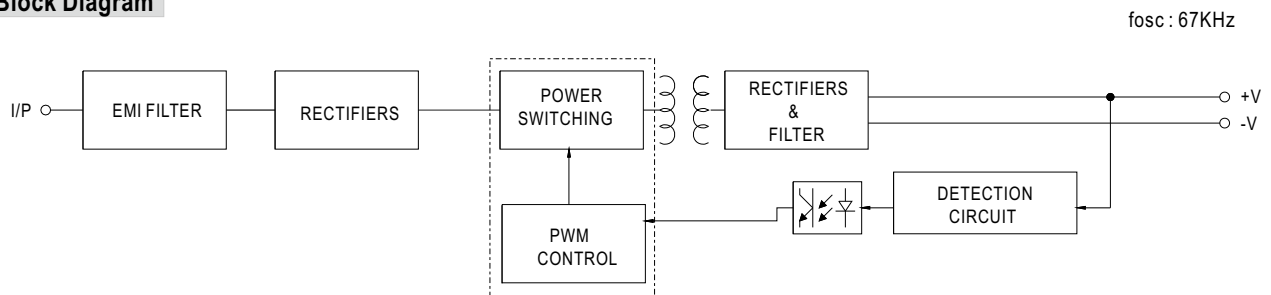 Block Diagram
fosc : 67KHz
I/P
EMI FILTER
RECTIFIERS
POWER
SWITCHING
RECTIFIERS
&
FILTER
+V
-V
DETECTION
CIRCUIT
PWM
CONTROL